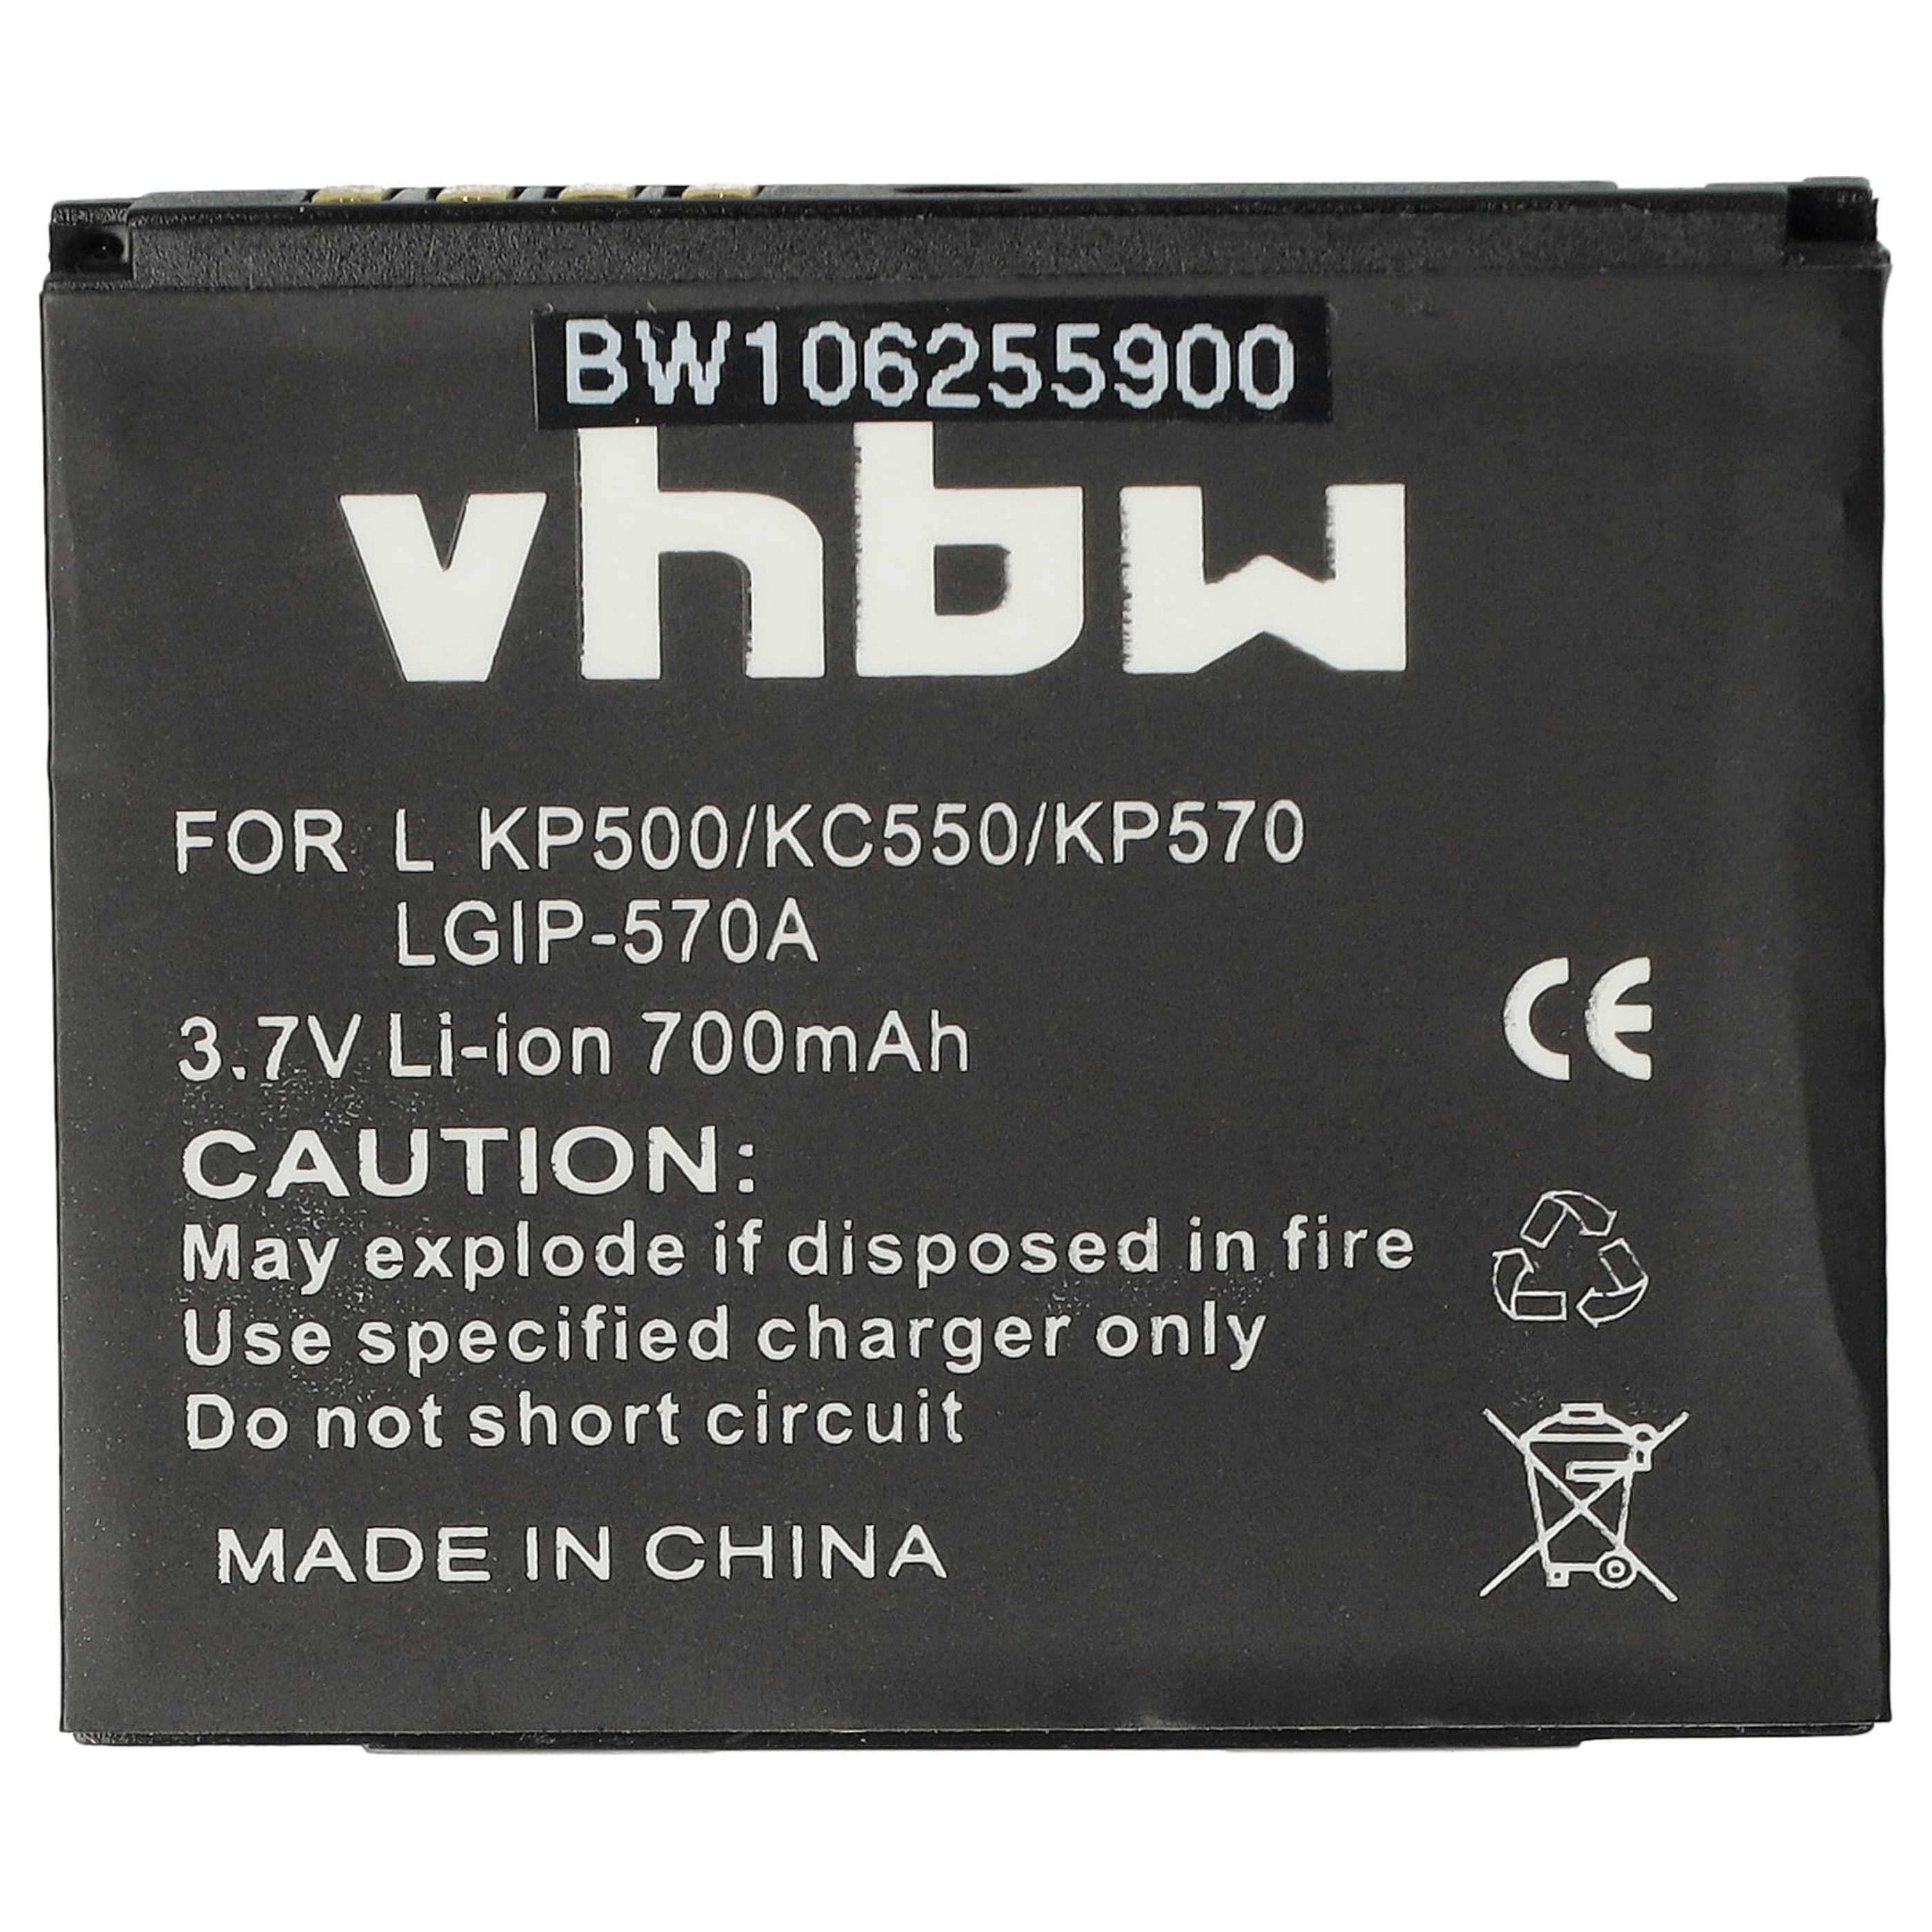 BW106255900
vhbw
FOR L KP500/KC550/KP570
LGIP-570A
3.7V Li-ion 700mAh
CE
CAUTION:
May explode if disposed in fire
Use specified charger only
Do not short circuit
MADE IN CHINA